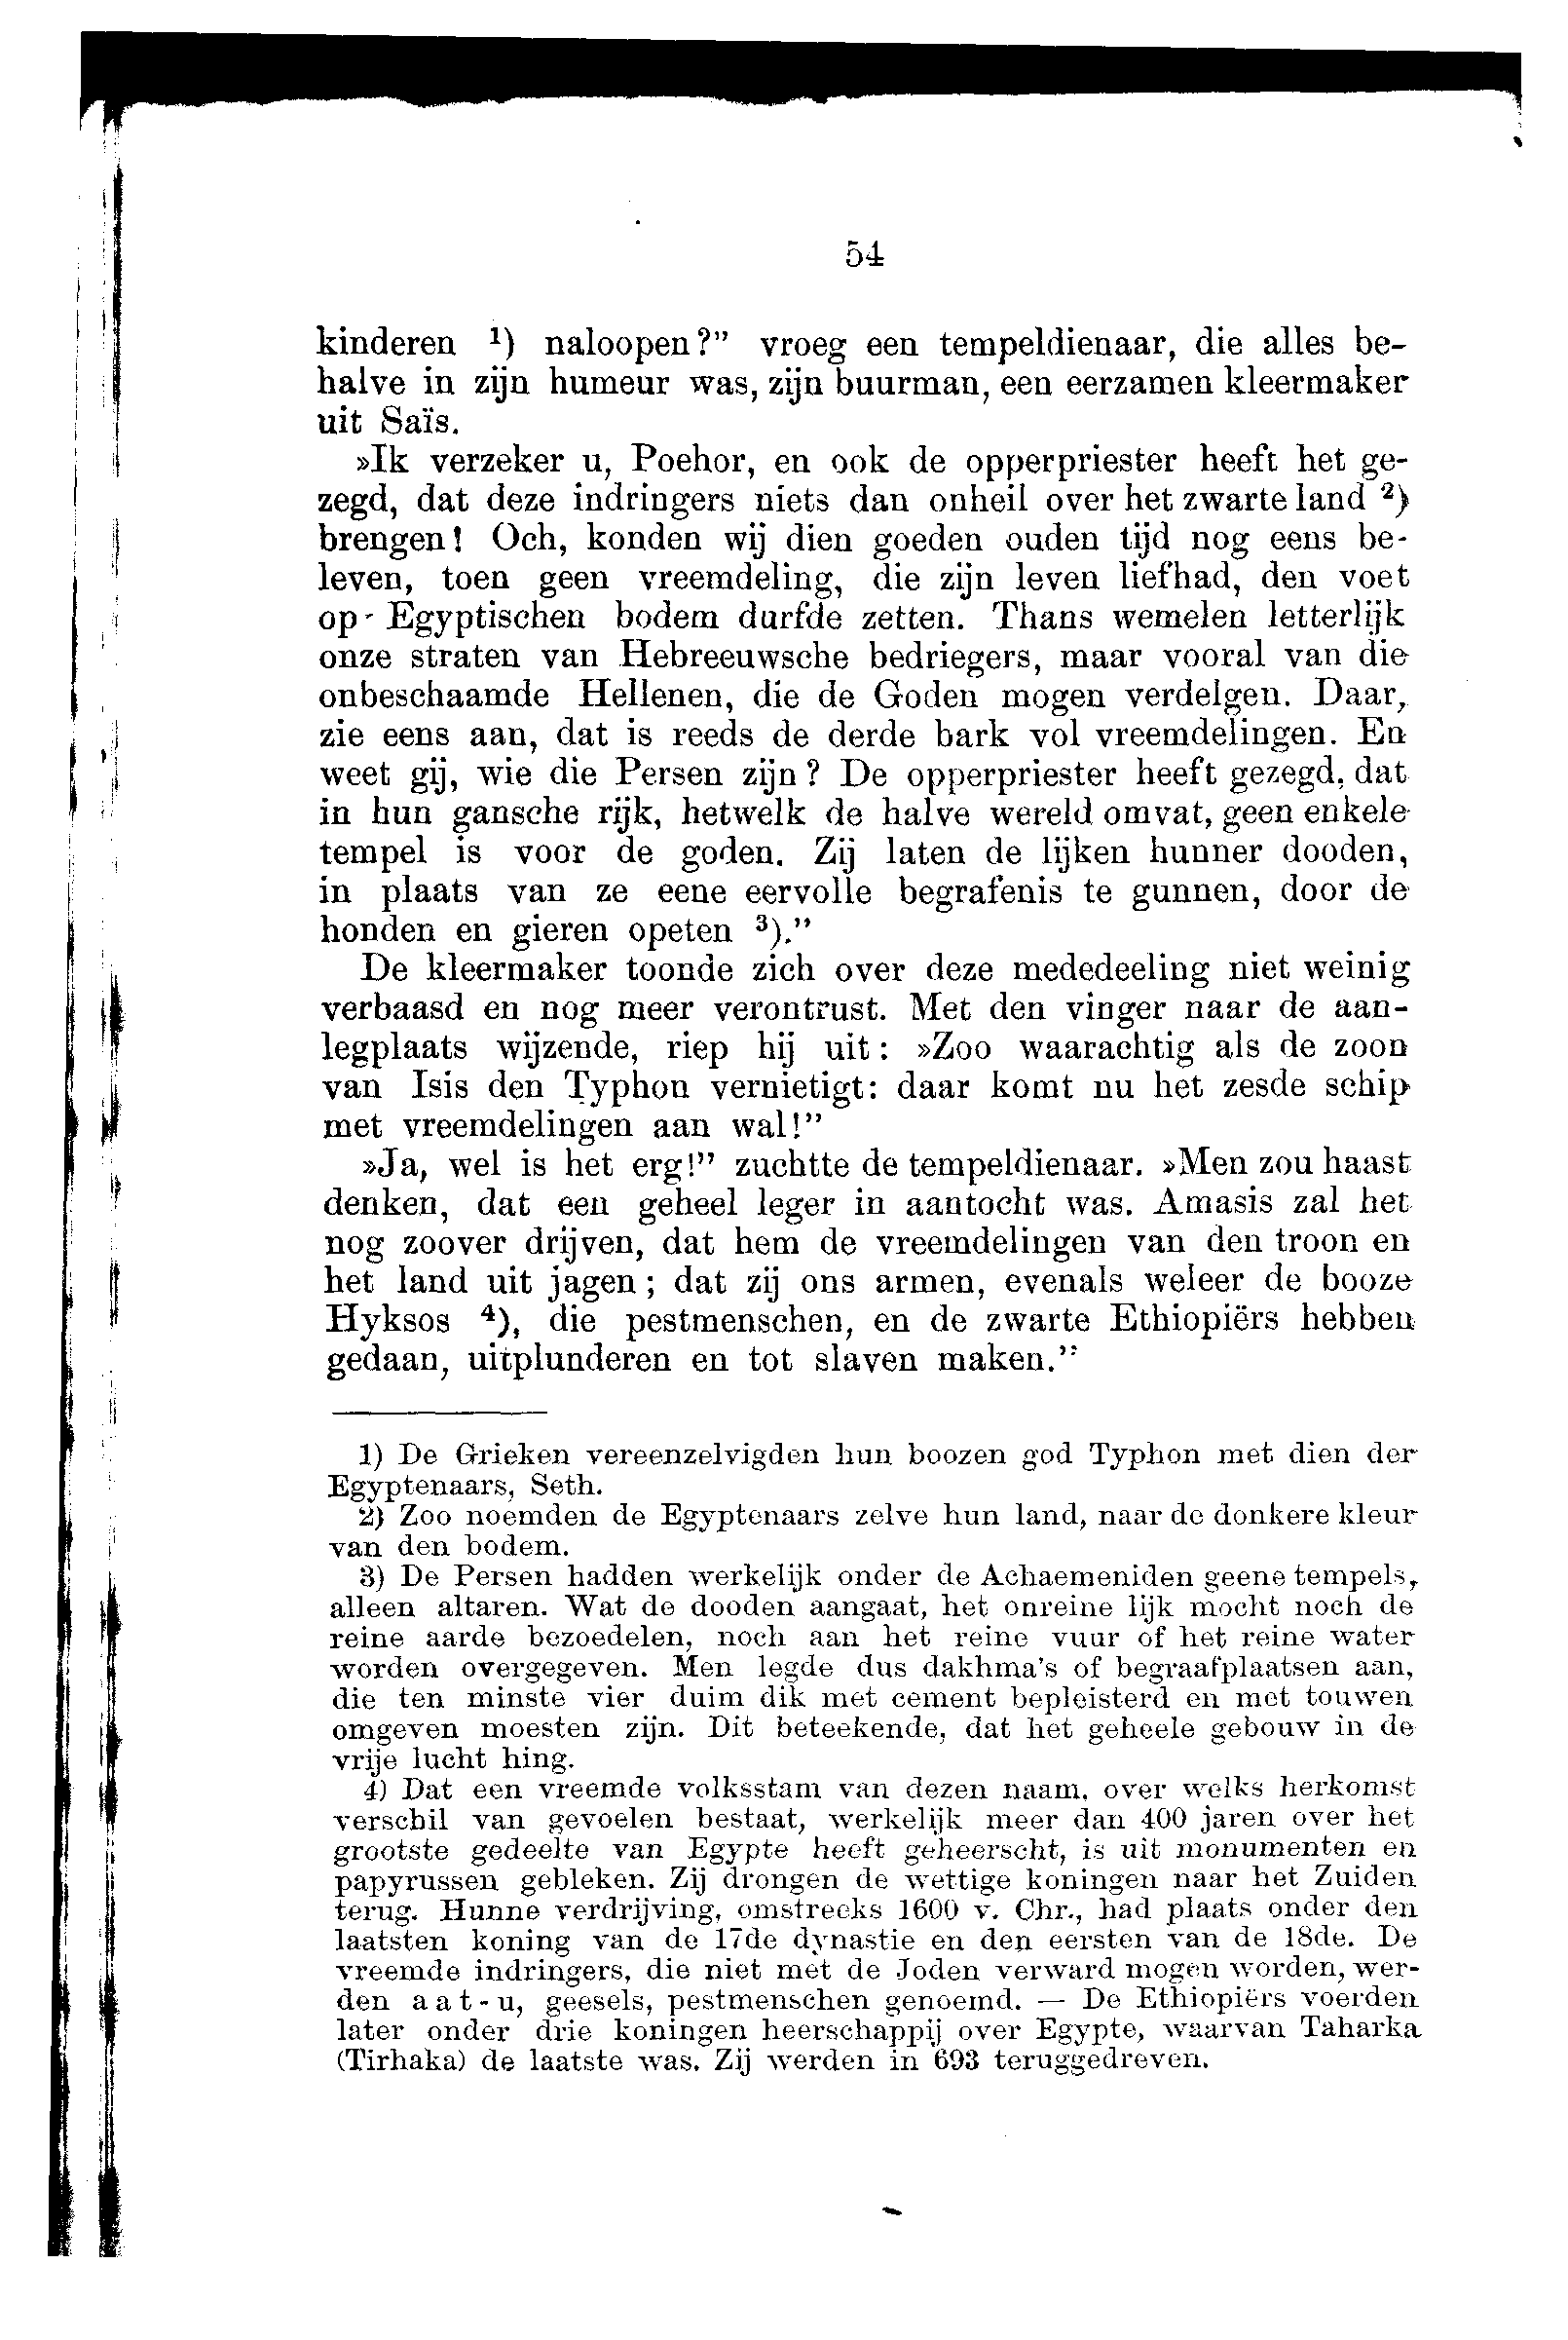 54
kinderen ¹) naloopen?” vroeg een tempeldienaar, die alles be-
halve in zijn humeur was, zijn buurman, een eerzamen kleermaker
uit Saïs.
»Ik verzeker u, Poehor, en ook de opperpriester heeft het ge-
zegd, dat deze indringers niets dan onheil over het zwarte land ²)
brengen! Och, konden wij dien goeden ouden tijd nog eens be-
leven, toen geen vreemdeling, die zijn leven liefhad, den voet
op Egyptischen bodem durfde zetten. Thans wemelen letterlijk
onze straten van Hebreeuwsche bedriegers, maar vooral van die
onbeschaamde Hellenen, die de Goden mogen verdelgen. Daar,
zie eens aan, dat is reeds de derde bark vol vreemdelingen. En
weet gij, wie die Persen zijn? De opperpriester heeft gezegd, dat
in hun gansche rijk, hetwelk de halve wereld omvat, geen enkele
tempel is voor de goden. Zij laten de lijken hunner dooden,
in plaats van ze eene eervolle begrafenis te gunnen, door de
honden en gieren opeten ³).”
De kleermaker toonde zich over deze mededeeling niet weinig
verbaasd en nog meer verontrust. Met den vinger naar de aan-
legplaats wijzende, riep hij uit: »Zoo waarachtig als de zoon
van Isis den Typhon vernietigt: daar komt nu het zesde schip
met vreemdelingen aan wal!”
»Ja, wel is het erg!” zuchtte de tempeldienaar. »Men zou haast
denken, dat een geheel leger in aantocht was. Amasis zal het
nog zoover drijven, dat hem de vreemdelingen van den troon en
het land uit jagen; dat zij ons armen, evenals weleer de booze
Hyksos ⁴), die pestmenschen, en de zwarte Ethiopiërs hebben
gedaan, uitplunderen en tot slaven maken.”
1) De Grieken vereenzelvigden hun boozen god Typhon met dien der
Egyptenaars, Seth.
2) Zoo noemden de Egyptenaars zelve hun land, naar de donkere kleur
van den bodem.
3) De Persen hadden werkelijk onder de Achaemeniden geene tempels,
alleen altaren. Wat de dooden aangaat, het onreine lijk mocht noch de
reine aarde bezoedelen, noch aan het reine vuur of het reine water
worden overgegeven. Men legde dus dakhma's of begraafplaatsen aan,
die ten minste vier duim dik met cement bepleisterd en met touwen
omgeven moesten zijn. Dit beteekende, dat het geheele gebouw in de
vrije lucht hing.
4) Dat een vreemde volksstam van dezen naam, over welks herkomst
verschil van gevoelen bestaat, werkelijk meer dan 400 jaren over het
grootste gedeelte van Egypte heeft geheerscht, is uit monumenten en
papyrussen gebleken. Zij drongen de wettige koningen naar het Zuiden
terug. Hunne verdrijving, omstreeks 1600 v. Chr., had plaats onder den
laatsten koning van de 17de dynastie en den eersten van de 18de. De
vreemde indringers, die niet met de Joden verward mogen worden, wer-
den aat-u, geesels, pestmenschen genoemd. — De Ethiopiërs voerden
later onder drie koningen heerschappij over Egypte, waarvan Taharka
(Tirhaka) de laatste was. Zij werden in 693 teruggedreven.